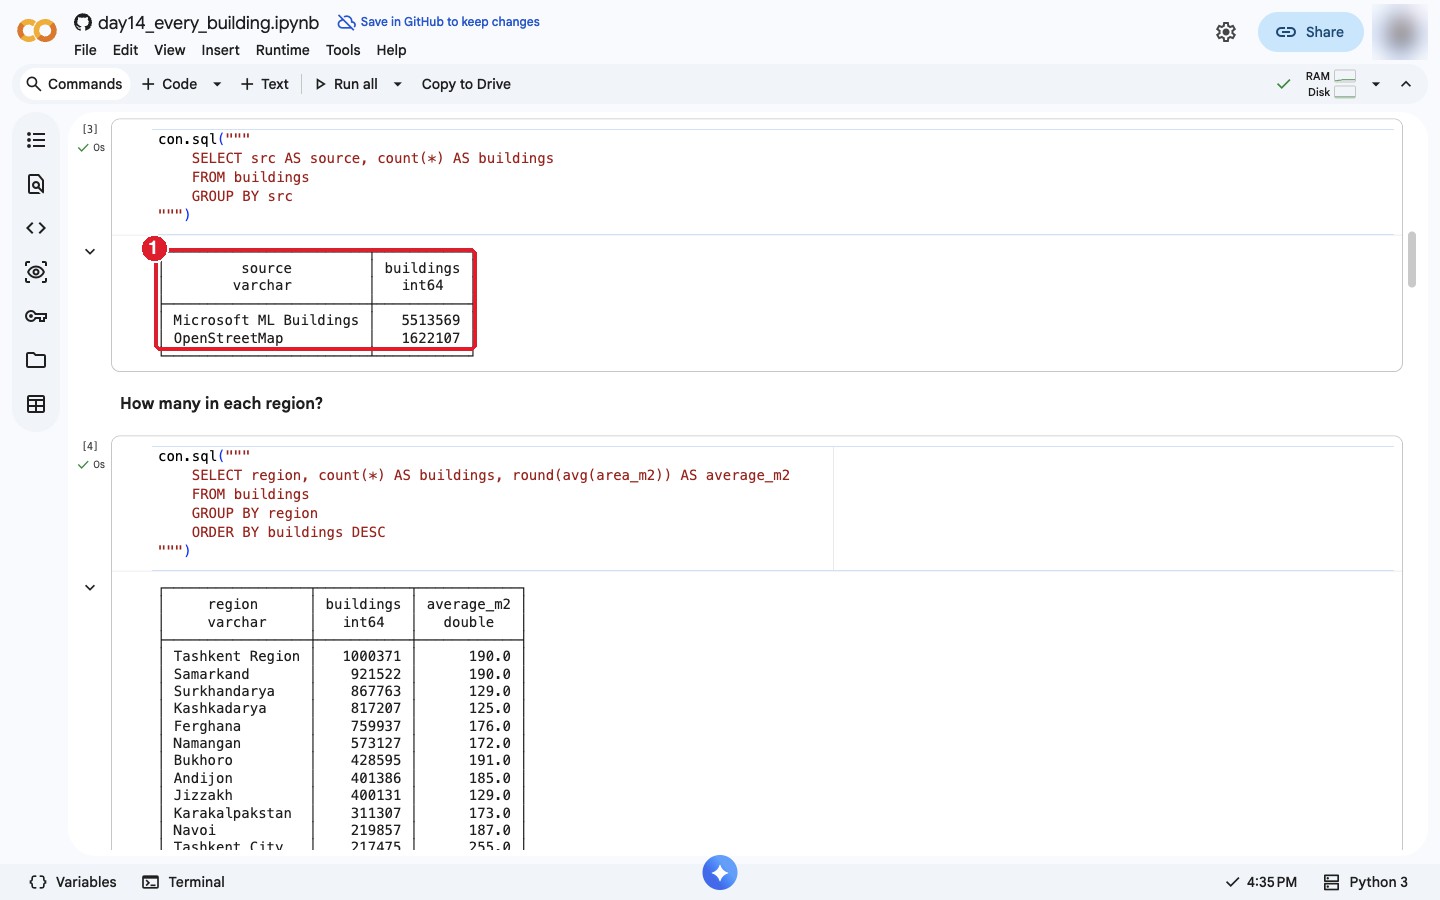 day14_every_building.ipynb
Save in GitHub to keep changes
File Edit View Insert Runtime Tools Help
Share
Commands + Code + Text Run all Copy to Drive
RAM
Disk
[3]
0s
con.sql("""
SELECT src AS source, count(*) AS buildings
FROM buildings
GROUP BY src
""")
1
source buildings
varchar int64
Microsoft ML Buildings 5513569
OpenStreetMap 1622107
How many in each region?
[4]
0s
con.sql("""
SELECT region, count(*) AS buildings, round(avg(area_m2)) AS average_m2
FROM buildings
GROUP BY region
ORDER BY buildings DESC
""")
region buildings average_m2
varchar int64 double
Tashkent Region 1000371 190.0
Samarkand 921522 190.0
Surkhandarya 867763 129.0
Kashkadarya 817207 125.0
Ferghana 759937 176.0
Namangan 573127 172.0
Bukhoro 428595 191.0
Andijon 401386 185.0
Jizzakh 400131 129.0
Karakalpakstan 311307 173.0
Navoi 219857 187.0
Tashkent City 217475 255.0
Variables Terminal 4:35 PM Python 3